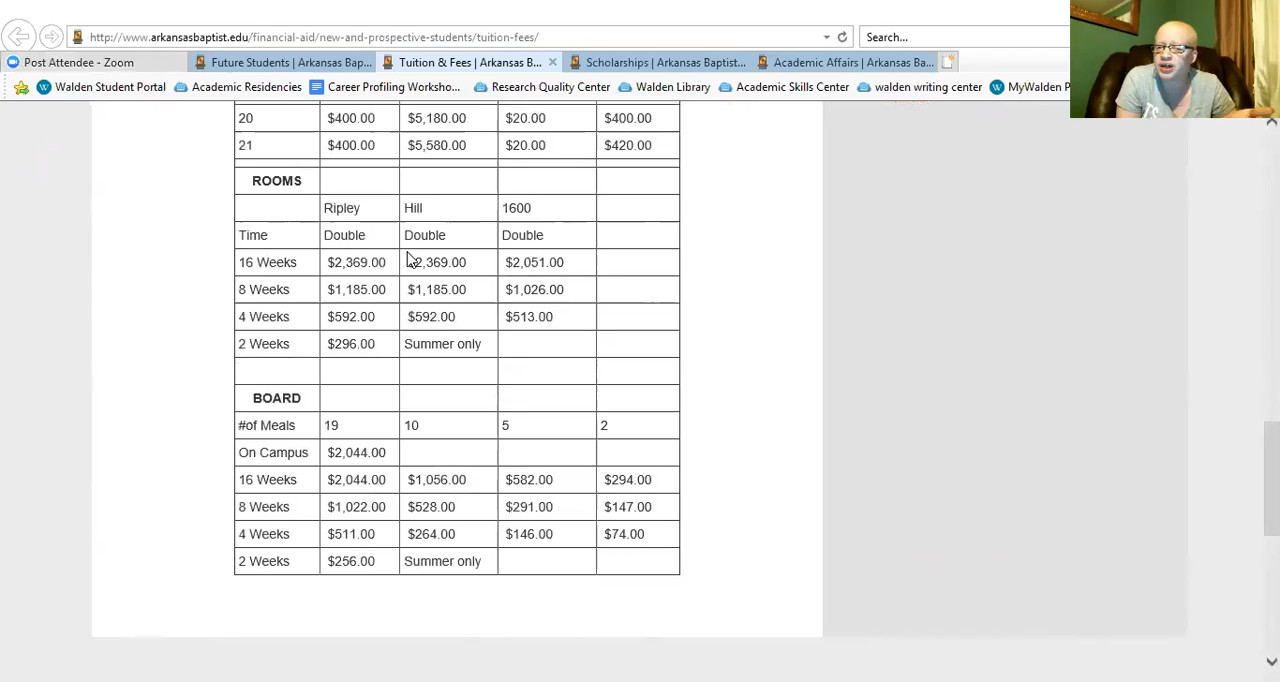 http://www.arkansasbaptist.edu/financial-aid/new-and-prospective-students/tuition-fees/ Search...
Post Attendee - Zoom Future Students | Arkansas Bap... Tuition & Fees | Arkansas B... Scholarships | Arkansas Baptist... Academic Affairs | Arkansas Ba...
Walden Student Portal Academic Residencies Career Profiling Worksho... Research Quality Center Walden Library Academic Skills Center walden writing center MyWalden P
20 $400.00 $5,180.00 $20.00 $400.00
21 $400.00 $5,580.00 $20.00 $420.00
ROOMS
Ripley Hill 1600
Time Double Double Double
16 Weeks $2,369.00 2,369.00 $2,051.00
8 Weeks $1,185.00 $1,185.00 $1,026.00
4 Weeks $592.00 $592.00 $513.00
2 Weeks $296.00 Summer only
BOARD
#of Meals 19 10 5 2
On Campus $2,044.00
16 Weeks $2,044.00 $1,056.00 $582.00 $294.00
8 Weeks $1,022.00 $528.00 $291.00 $147.00
4 Weeks $511.00 $264.00 $146.00 $74.00
2 Weeks $256.00 Summer only